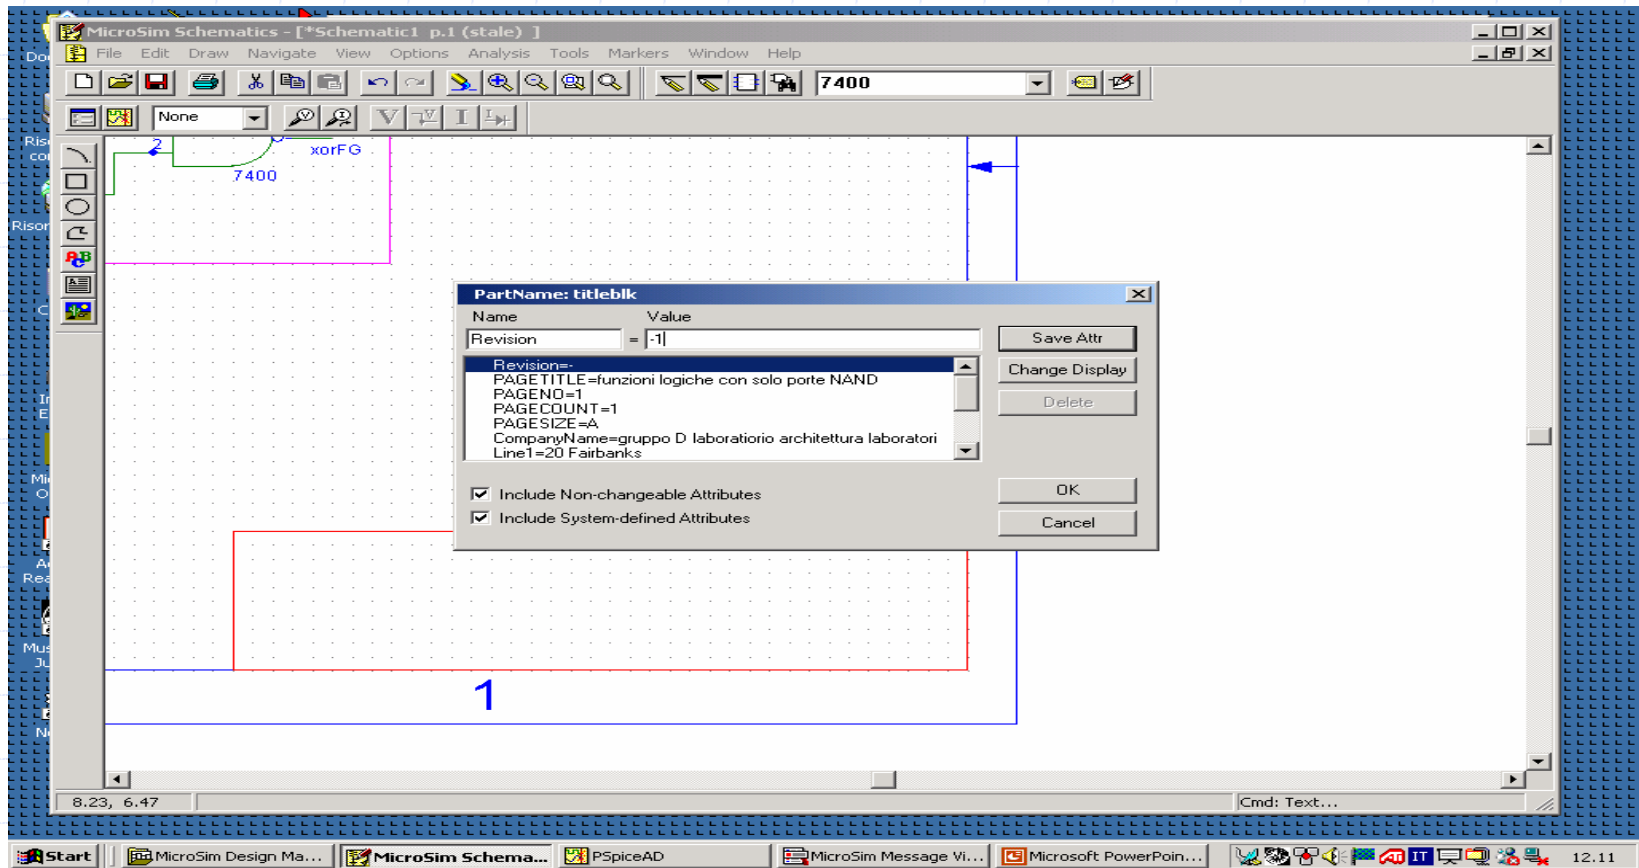 MicroSim Schematics - [*Schematic1 p.1 (stale) ]
File Edit Draw Navigate View Options Analysis Tools Markers Window Help
7400
None
2
xorFG
7400
PartName: titleblk
Name Value
Revision = -1
Save Attr
Revision=-
PAGETITLE=funzioni logiche con solo porte NAND
Change Display
PAGENO=1
Delete
PAGECOUNT=1
PAGESIZE=A
CompanyName=gruppo D laboratiorio architettura laboratori
Line1=20 Fairbanks
Include Non-changeable Attributes
OK
Include System-defined Attributes
Cancel
1
8.23, 6.47
Cmd: Text...
Start MicroSim Design Ma... MicroSim Schema... PSpiceAD MicroSim Message Vi... Microsoft PowerPoin... IT 12.11